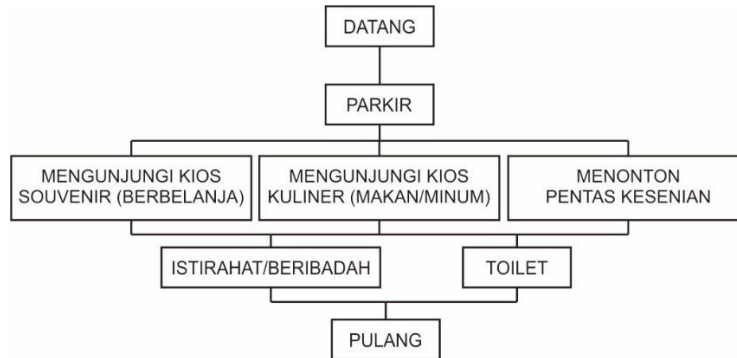 DATANG
PARKIR
MENGUNJUNGI KIOS
SOUVENIR (BERBELANJA)
MENGUNJUNGI KIOS
KULINER (MAKAN/MINUM)
MENONTON
PENTAS KESENIAN
ISTIRAHAT/BERIBADAH
TOILET
PULANG